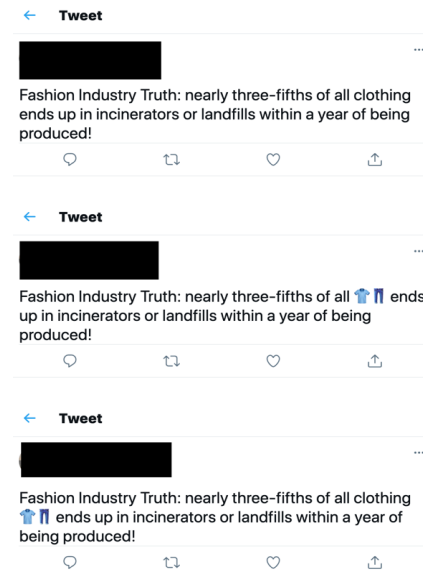 ← Tweet
...
Fashion Industry Truth: nearly three-fifths of all clothing
ends up in incinerators or landfills within a year of being
produced!
← Tweet
...
Fashion Industry Truth: nearly three-fifths of all 👕👖 ends
up in incinerators or landfills within a year of being
produced!
← Tweet
...
Fashion Industry Truth: nearly three-fifths of all clothing
👕👖 ends up in incinerators or landfills within a year of
being produced!